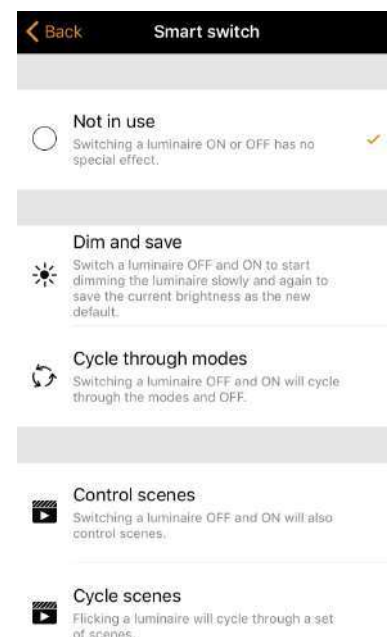 Back Smart switch
Not in use
Switching a luminaire ON or OFF has no
special effect.
Dim and save
Switch a luminaire OFF and ON to start
dimming the luminaire slowly and again to
save the current brightness as the new
default.
Cycle through modes
Switching a luminaire OFF and ON will cycle
through the modes and OFF.
Control scenes
Switching a luminaire OFF and ON will also
control scenes.
Cycle scenes
Flicking a luminaire will cycle through a set
of scenes.